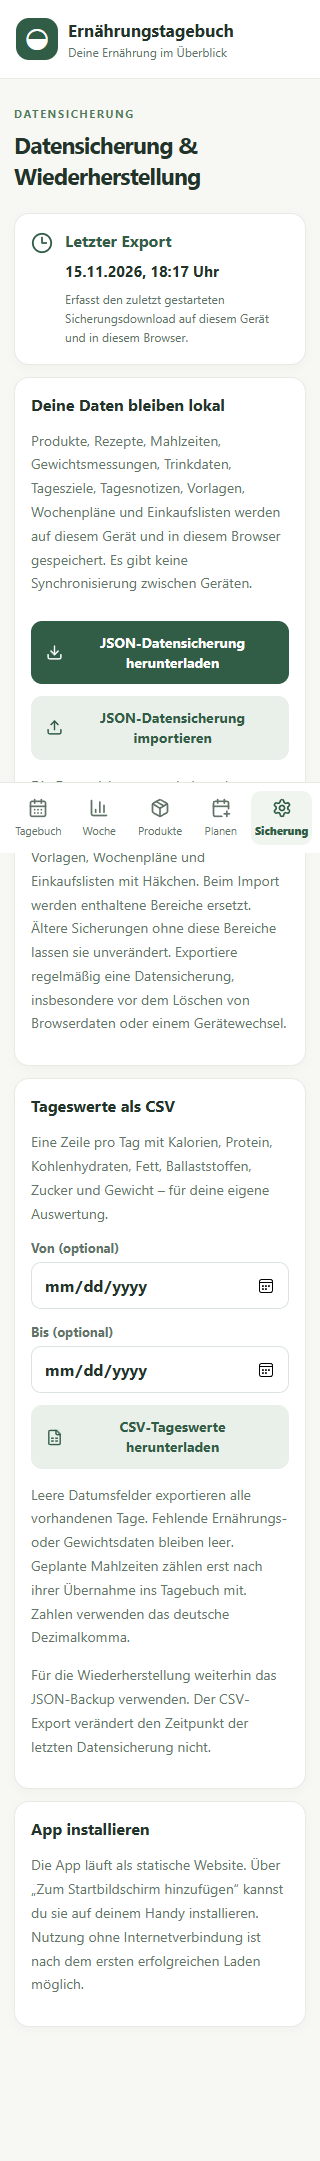 Ernährungstagebuch
Deine Ernährung im Überblick
DATENSICHERUNG
Datensicherung &
Wiederherstellung
Letzter Export
15.11.2026, 18:17 Uhr
Erfasst den zuletzt gestarteten
Sicherungsdownload auf diesem Gerät
und in diesem Browser.
Deine Daten bleiben lokal
Produkte, Rezepte, Mahlzeiten,
Gewichtsmessungen, Trinkdaten,
Tagesziele, Tagesnotizen, Vorlagen,
Wochenpläne und Einkaufslisten werden
auf diesem Gerät und in diesem Browser
gespeichert. Es gibt keine
Synchronisierung zwischen Geräten.
JSON-Datensicherung
herunterladen
JSON-Datensicherung
importieren
Tagebuch
Woche
Produkte
Planen
Sicherung
Vorlagen, Wochenpläne und
Einkaufslisten mit Häkchen. Beim Import
werden enthaltene Bereiche ersetzt.
Ältere Sicherungen ohne diese Bereiche
lassen sie unverändert. Exportiere
regelmäßig eine Datensicherung,
insbesondere vor dem Löschen von
Browserdaten oder einem Gerätewechsel.
Tageswerte als CSV
Eine Zeile pro Tag mit Kalorien, Protein,
Kohlenhydraten, Fett, Ballaststoffen,
Zucker und Gewicht – für deine eigene
Auswertung.
Von (optional)
mm/dd/yyyy
Bis (optional)
mm/dd/yyyy
CSV-Tageswerte
herunterladen
Leere Datumsfelder exportieren alle
vorhandenen Tage. Fehlende Ernährungs-
oder Gewichtsdaten bleiben leer.
Geplante Mahlzeiten zählen erst nach
ihrer Übernahme ins Tagebuch mit.
Zahlen verwenden das deutsche
Dezimalkomma.
Für die Wiederherstellung weiterhin das
JSON-Backup verwenden. Der CSV-
Export verändert den Zeitpunkt der
letzten Datensicherung nicht.
App installieren
Die App läuft als statische Website. Über
„Zum Startbildschirm hinzufügen“ kannst
du sie auf deinem Handy installieren.
Nutzung ohne Internetverbindung ist
nach dem ersten erfolgreichen Laden
möglich.